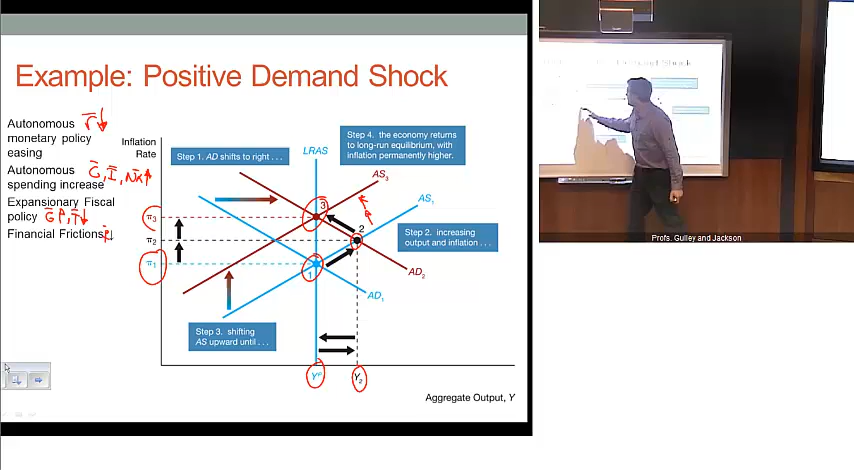 Example: Positive Demand Shock
Autonomous r̅↓
monetary policy
easing
Autonomous C̅, I̅, N̅X̅↑
spending increase
Expansionary Fiscal
policy G̅↑, T̅↓
Financial Frictions f̅↓
Inflation
Rate
Step 1. AD shifts to right . . .
LRAS
Step 4. the economy returns
to long-run equilibrium, with
inflation permanently higher.
AS3
AS1
3
π3
2
π2
Step 2. increasing
output and inflation . . .
π1
1
AD2
AD1
Step 3. shifting
AS upward until . . .
YP
Y2
Aggregate Output, Y
Profs. Gulley and Jackson